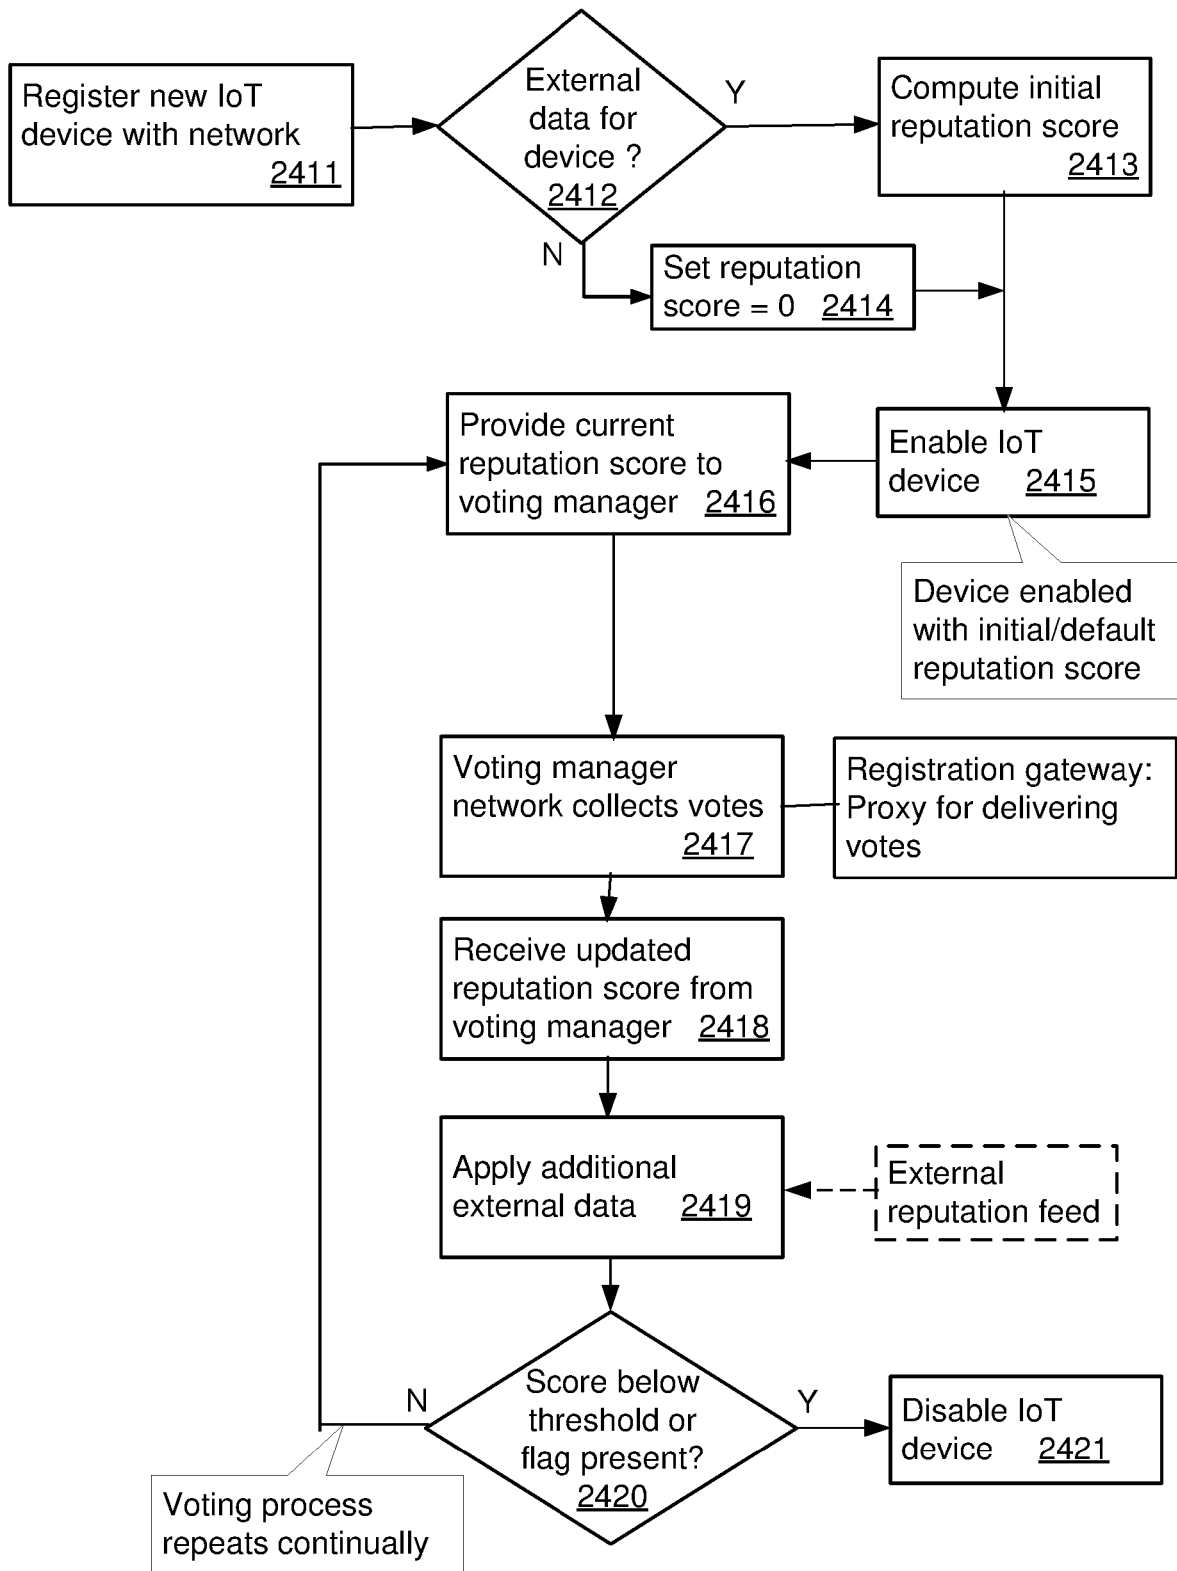 Register new IoT
device with network
2411
External
data for
device ?
2412
Y
N
Compute initial
reputation score
2413
Set reputation
score = 0 2414
Enable IoT
device 2415
Device enabled
with initial/default
reputation score
Provide current
reputation score to
voting manager 2416
Voting manager
network collects votes
2417
Registration gateway:
Proxy for delivering
votes
Receive updated
reputation score from
voting manager 2418
Apply additional
external data 2419
External
reputation feed
Score below
threshold or
flag present?
2420
N
Y
Disable IoT
device 2421
Voting process
repeats continually